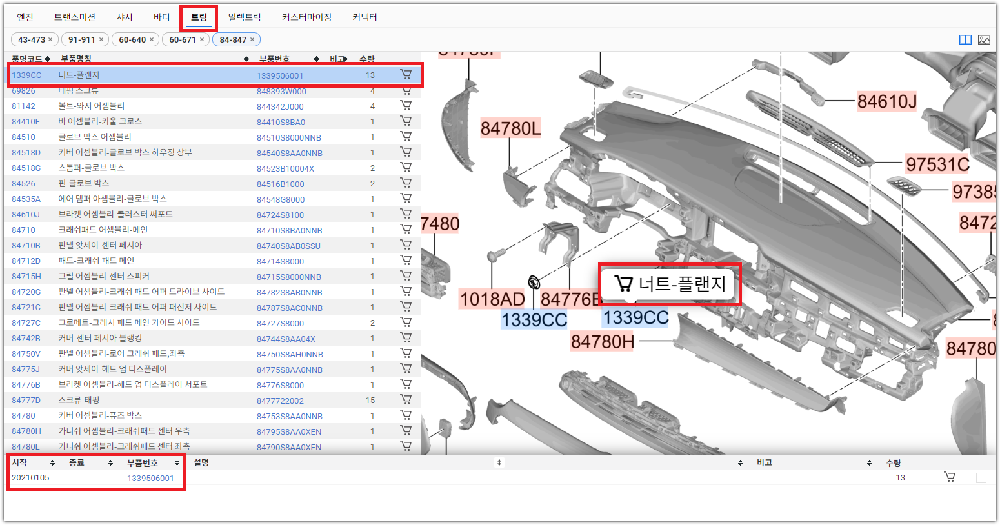 엔진 트랜스미션 샤시 바디 트림 일렉트릭 커스터마이징 커넥터
43-473 × 91-911 × 60-640 × 60-671 × 84-847 ×
품명코드 부품명칭 부품번호 비고 수량
1339CC 너트-플랜지 1339506001 13
69826 태핑 스크류 848393W000 4
81142 볼트-와셔 어셈블리 844342J000 4
84410E 바 어셈블리-카울 크로스 84410S8BA0 1
84510 글로브 박스 어셈블리 84510S8000NNB 1
84518D 커버 어셈블리-글로브 박스 하우징 상부 84540S8AA0NNB 1
84518G 스톱퍼-글로브 박스 84523B10004X 2
84526 핀-글로브 박스 84516B1000 2
84535A 에어 댐퍼 아셈블리-글로브 박스 84548G8000 1
84610J 브라켓 어셈블리-클러스터 써포트 84724S8100 1
84710 크래쉬패드 어셈블리-메인 84710S8BA0NNB 1
84710B 판넬 앗세이-센터 페시아 84740S8AB0SSU 1
84712D 패드-크래쉬 패드 메인 84714S8000 1
84715H 그릴 어셈블리-센터 스피커 84715S8000NNB 1
84720G 판넬 어셈블리-크래쉬 패드 어퍼 드라이브 사이드 84782S8AB0NNB 1
84721C 판넬 어셈블리-크래쉬 패드 어퍼 패신저 사이드 84787S8AC0NNB 1
84727C 그로메트-크래시 패드 메인 가이드 사이드 84727S8000 2
84742B 커버-센터 페시아 블랭킹 84744S8AA04X 1
84750V 판넬 어셈블리-로어 크래쉬 패드,좌측 84750S8AH0NNB 1
84775J 커버 앗세이-헤드 업 디스플레이 84775S8AA0NNB 1
84776B 브라켓 어셈블리-헤드 업 디스플레이 서포트 84776S8000 1
84777D 스크류-태핑 8477722002 15
84780 커버 어셈블리-퓨즈 박스 84753S8AA0NNB 1
84780H 가니쉬 어셈블리-크래쉬패드 센터 우측 84795S8AA0XEN 1
84780L 가니쉬 어셈블리-크래쉬패드 센터 좌측 84790S8AA0XEN 1
84610J
84780L
97531C
9738
7480
8472
너트-플랜지
1018AD 84776B
1339CC 1339CC
84780H
84780
시작 종료 부품번호 설명 비고 수량
20210105 1339506001 13